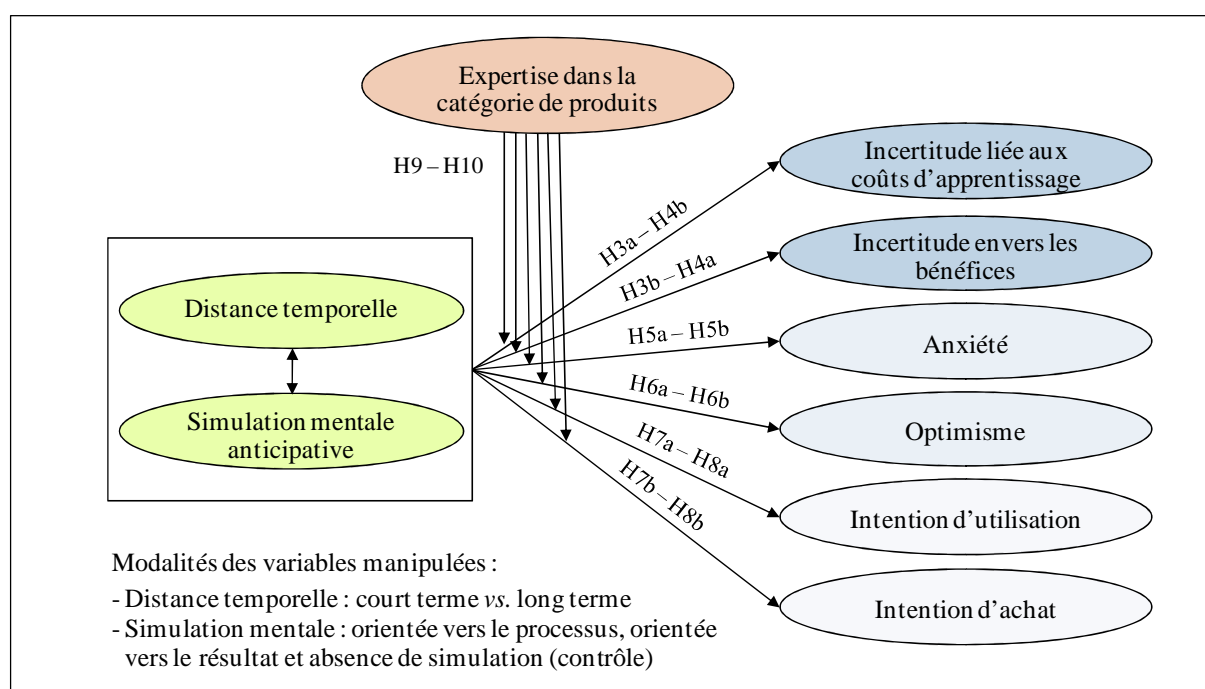 Expertise dans la
catégorie de produits
H9 – H10
Incertitude liée aux
coûts d'apprentissage
H3a – H4b
Incertitude envers les
bénéfices
H3b – H4a
Distance temporelle
H5a – H5b
Anxiété
H6a – H6b
Simulation mentale
anticipative
Optimisme
H7a – H8a
Intention d'utilisation
H7b – H8b
Intention d'achat
Modalités des variables manipulées :
- Distance temporelle : court terme vs. long terme
- Simulation mentale : orientée vers le processus, orientée
vers le résultat et absence de simulation (contrôle)